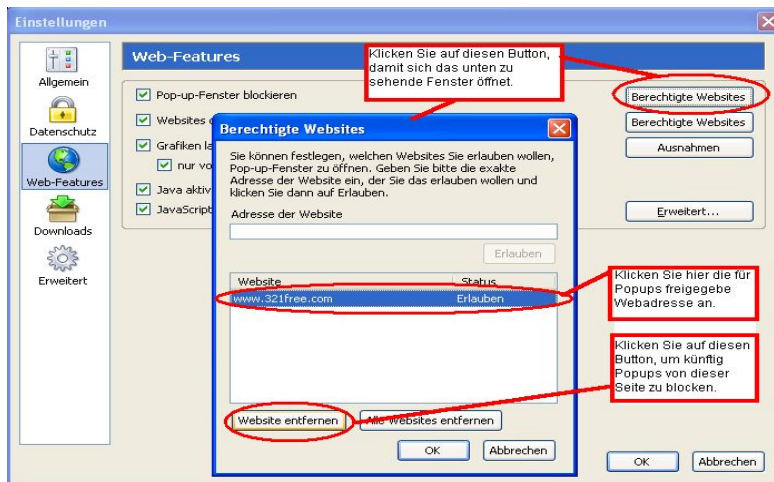 Einstellungen
Allgemein
Datenschutz
Web-Features
Downloads
Erweitert
Web-Features
Klicken Sie auf diesen Button,
damit sich das unten zu
sehende Fenster öffnet.
Pop-up-Fenster blockieren
Berechtigte Websites
Websites
Berechtigte Websites
Grafiken
Ausnahmen
nur
Java
JavaScript
Erweitert...
Berechtigte Websites
Sie können festlegen, welchen Websites Sie erlauben wollen,
Pop-up-Fenster zu öffnen. Geben Sie bitte die exakte
Adresse der Website ein, der Sie das erlauben wollen und
klicken Sie dann auf Erlauben.
Adresse der Website
Erlauben
Website Status
www.321free.com Erlauben
Website entfernen
Alle Websites entfernen
OK Abbrechen
Klicken Sie hier die für
Popups freigegebe
Webadresse an.
Klicken Sie auf diesen
Button, um künftig
Popups von dieser
Seite zu blocken.
OK Abbrechen